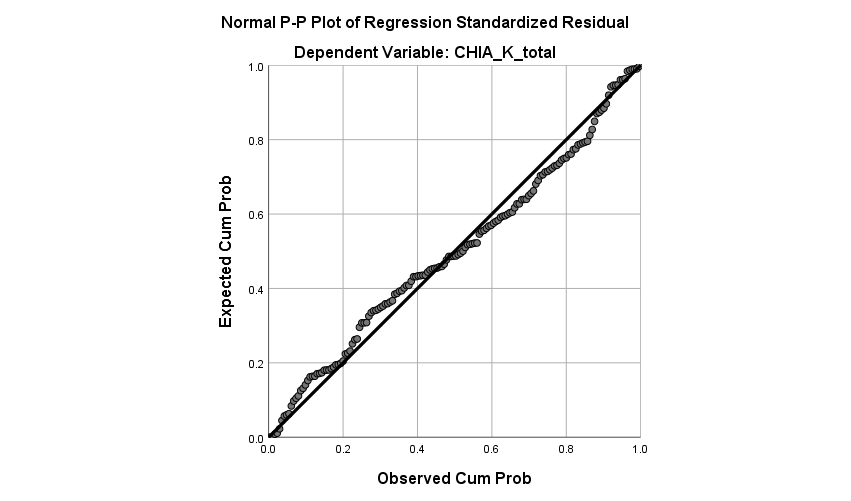 Normal P-P Plot of Regression Standardized Residual
Dependent Variable: CHIA_K_total
1.0
0.8
0.6
0.4
0.2
0.0
Expected Cum Prob
0.0 0.2 0.4 0.6 0.8 1.0
Observed Cum Prob